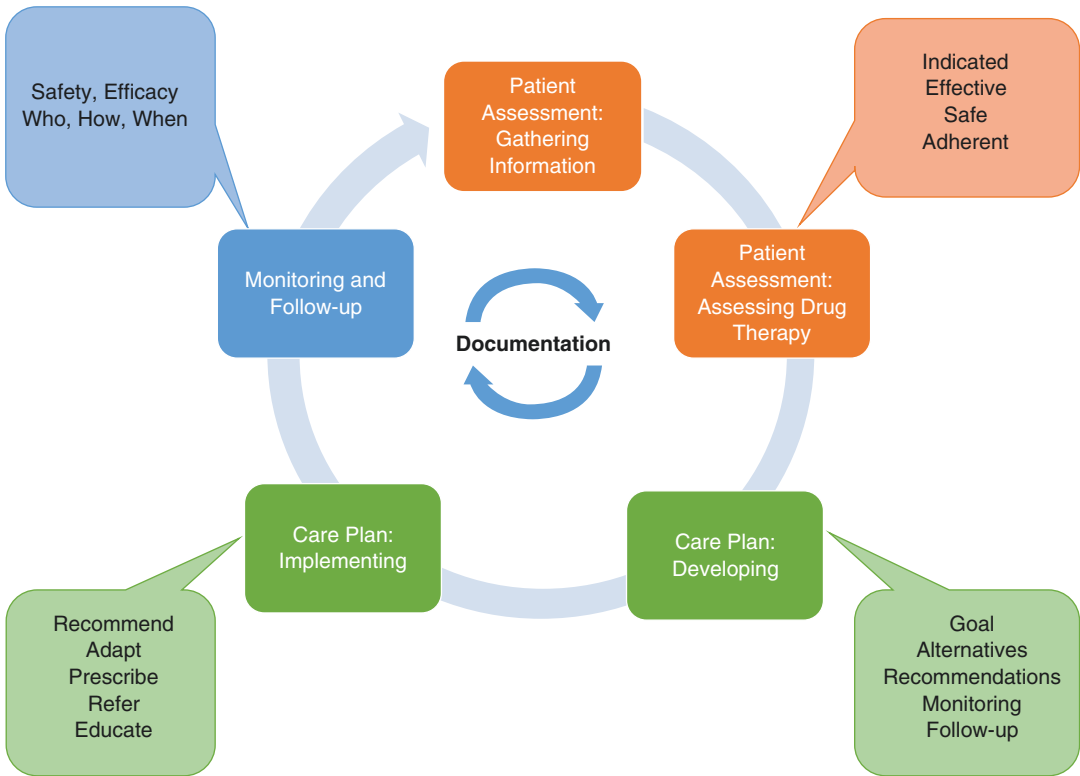 Safety, Efficacy
Who, How, When
Patient
Assessment:
Gathering
Information
Indicated
Effective
Safe
Adherent
Monitoring and
Follow-up
Patient
Assessment:
Assessing Drug
Therapy
Documentation
Care Plan:
Implementing
Care Plan:
Developing
Recommend
Adapt
Prescribe
Refer
Educate
Goal
Alternatives
Recommendations
Monitoring
Follow-up